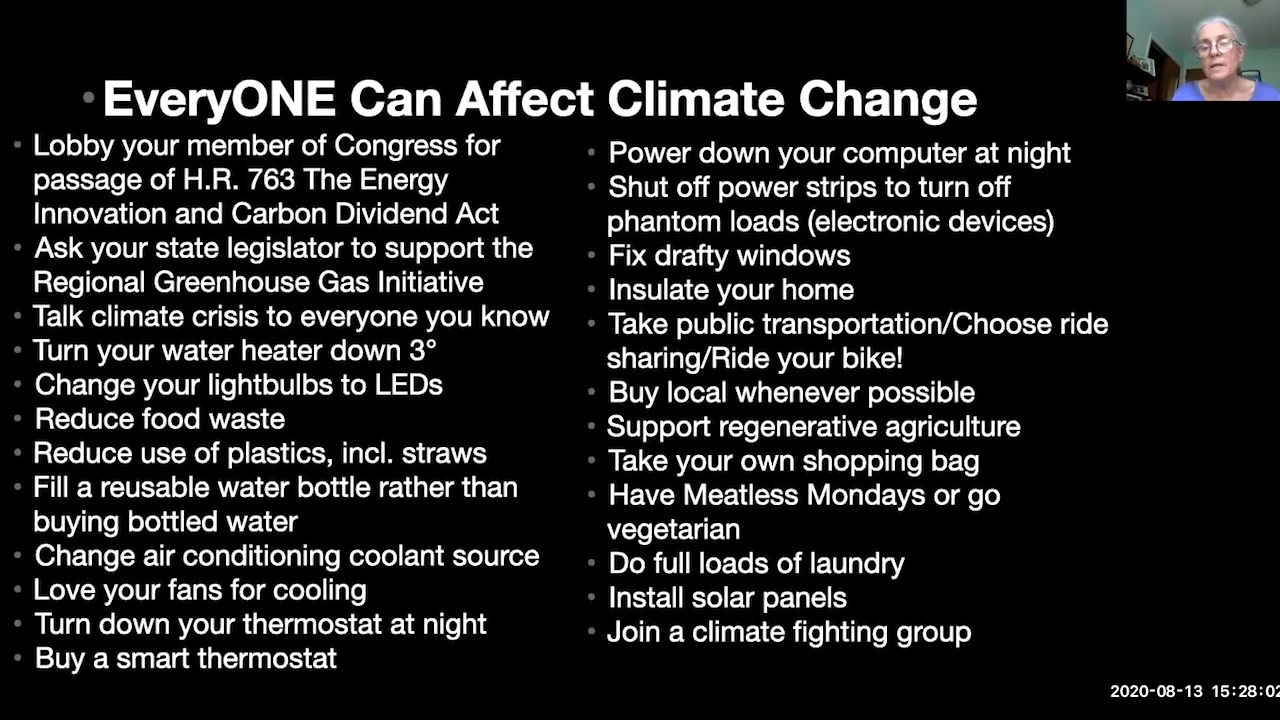 • EveryONE Can Affect Climate Change
• Lobby your member of Congress for
passage of H.R. 763 The Energy
Innovation and Carbon Dividend Act
• Ask your state legislator to support the
Regional Greenhouse Gas Initiative
• Talk climate crisis to everyone you know
• Turn your water heater down 3°
• Change your lightbulbs to LEDs
• Reduce food waste
• Reduce use of plastics, incl. straws
• Fill a reusable water bottle rather than
buying bottled water
• Change air conditioning coolant source
• Love your fans for cooling
• Turn down your thermostat at night
• Buy a smart thermostat
• Power down your computer at night
• Shut off power strips to turn off
phantom loads (electronic devices)
• Fix drafty windows
• Insulate your home
• Take public transportation/Choose ride
sharing/Ride your bike!
• Buy local whenever possible
• Support regenerative agriculture
• Take your own shopping bag
• Have Meatless Mondays or go
vegetarian
• Do full loads of laundry
• Install solar panels
• Join a climate fighting group
2020-08-13 15:28:02